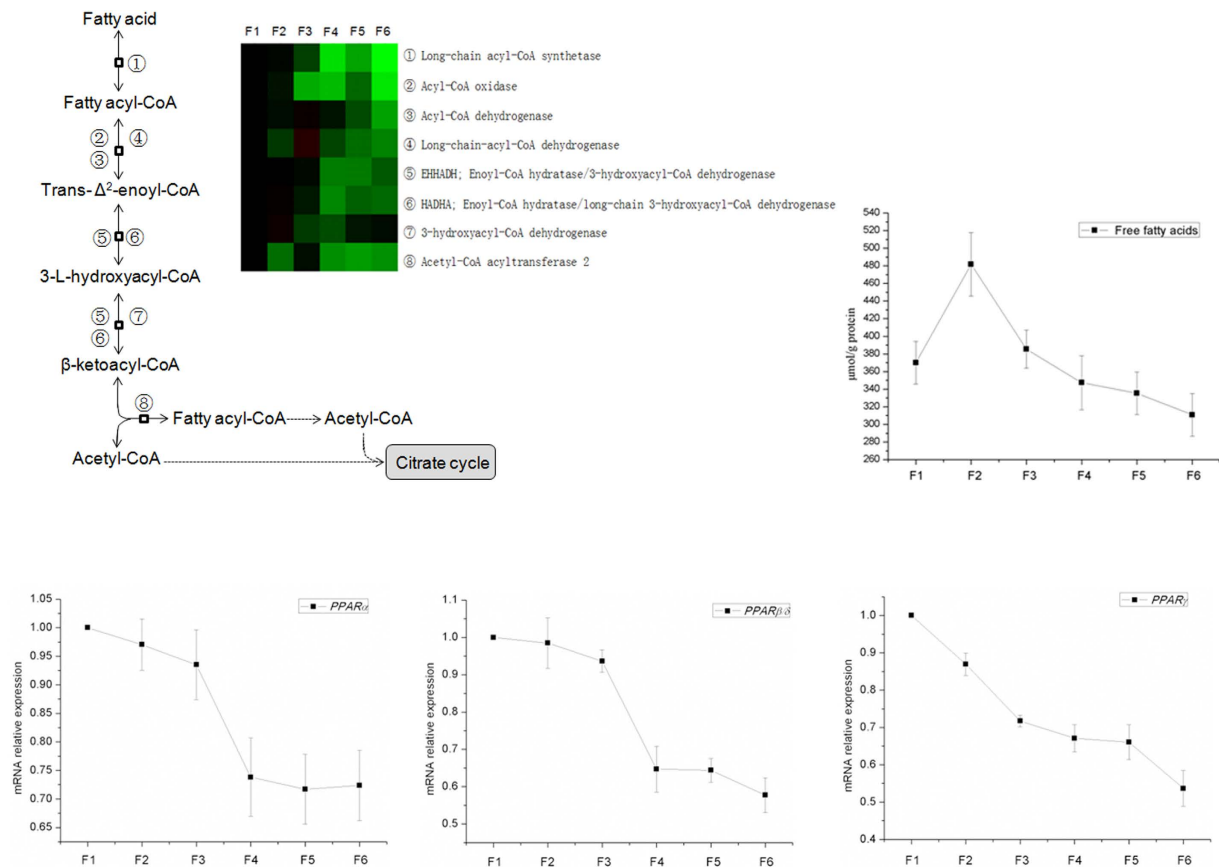 Fatty acid
①
Fatty acyl-CoA
② ④
③
Trans-Δ²-enoyl-CoA
⑤ ⑥
3-L-hydroxyacyl-CoA
⑤ ⑦
⑥
β-ketoacyl-CoA
⑧
Fatty acyl-CoA Acetyl-CoA
Acetyl-CoA
Citrate cycle
F1 F2 F3 F4 F5 F6
① Long-chain acyl-CoA synthetase
② Acyl-CoA oxidase
③ Acyl-CoA dehydrogenase
④ Long-chain-acyl-CoA dehydrogenase
⑤ EHHADH; Enoyl-CoA hydratase/3-hydroxyacyl-CoA dehydrogenase
⑥ HADHA; Enoyl-CoA hydratase/long-chain 3-hydroxyacyl-CoA dehydrogenase
⑦ 3-hydroxyacyl-CoA dehydrogenase
⑧ Acetyl-CoA acyltransferase 2
Free fatty acids
μmol/g protein
540
520
500
480
460
440
420
400
380
360
340
320
300
280
260
F1 F2 F3 F4 F5 F6
PPARα
mRNA relative expression
1.05
1.00
0.95
0.90
0.85
0.80
0.75
0.70
0.65
F1 F2 F3 F4 F5 F6
PPARβ/δ
mRNA relative expression
1.1
1.0
0.9
0.8
0.7
0.6
0.5
F1 F2 F3 F4 F5 F6
PPARγ
mRNA relative expression
1.0
0.9
0.8
0.7
0.6
0.5
0.4
F1 F2 F3 F4 F5 F6